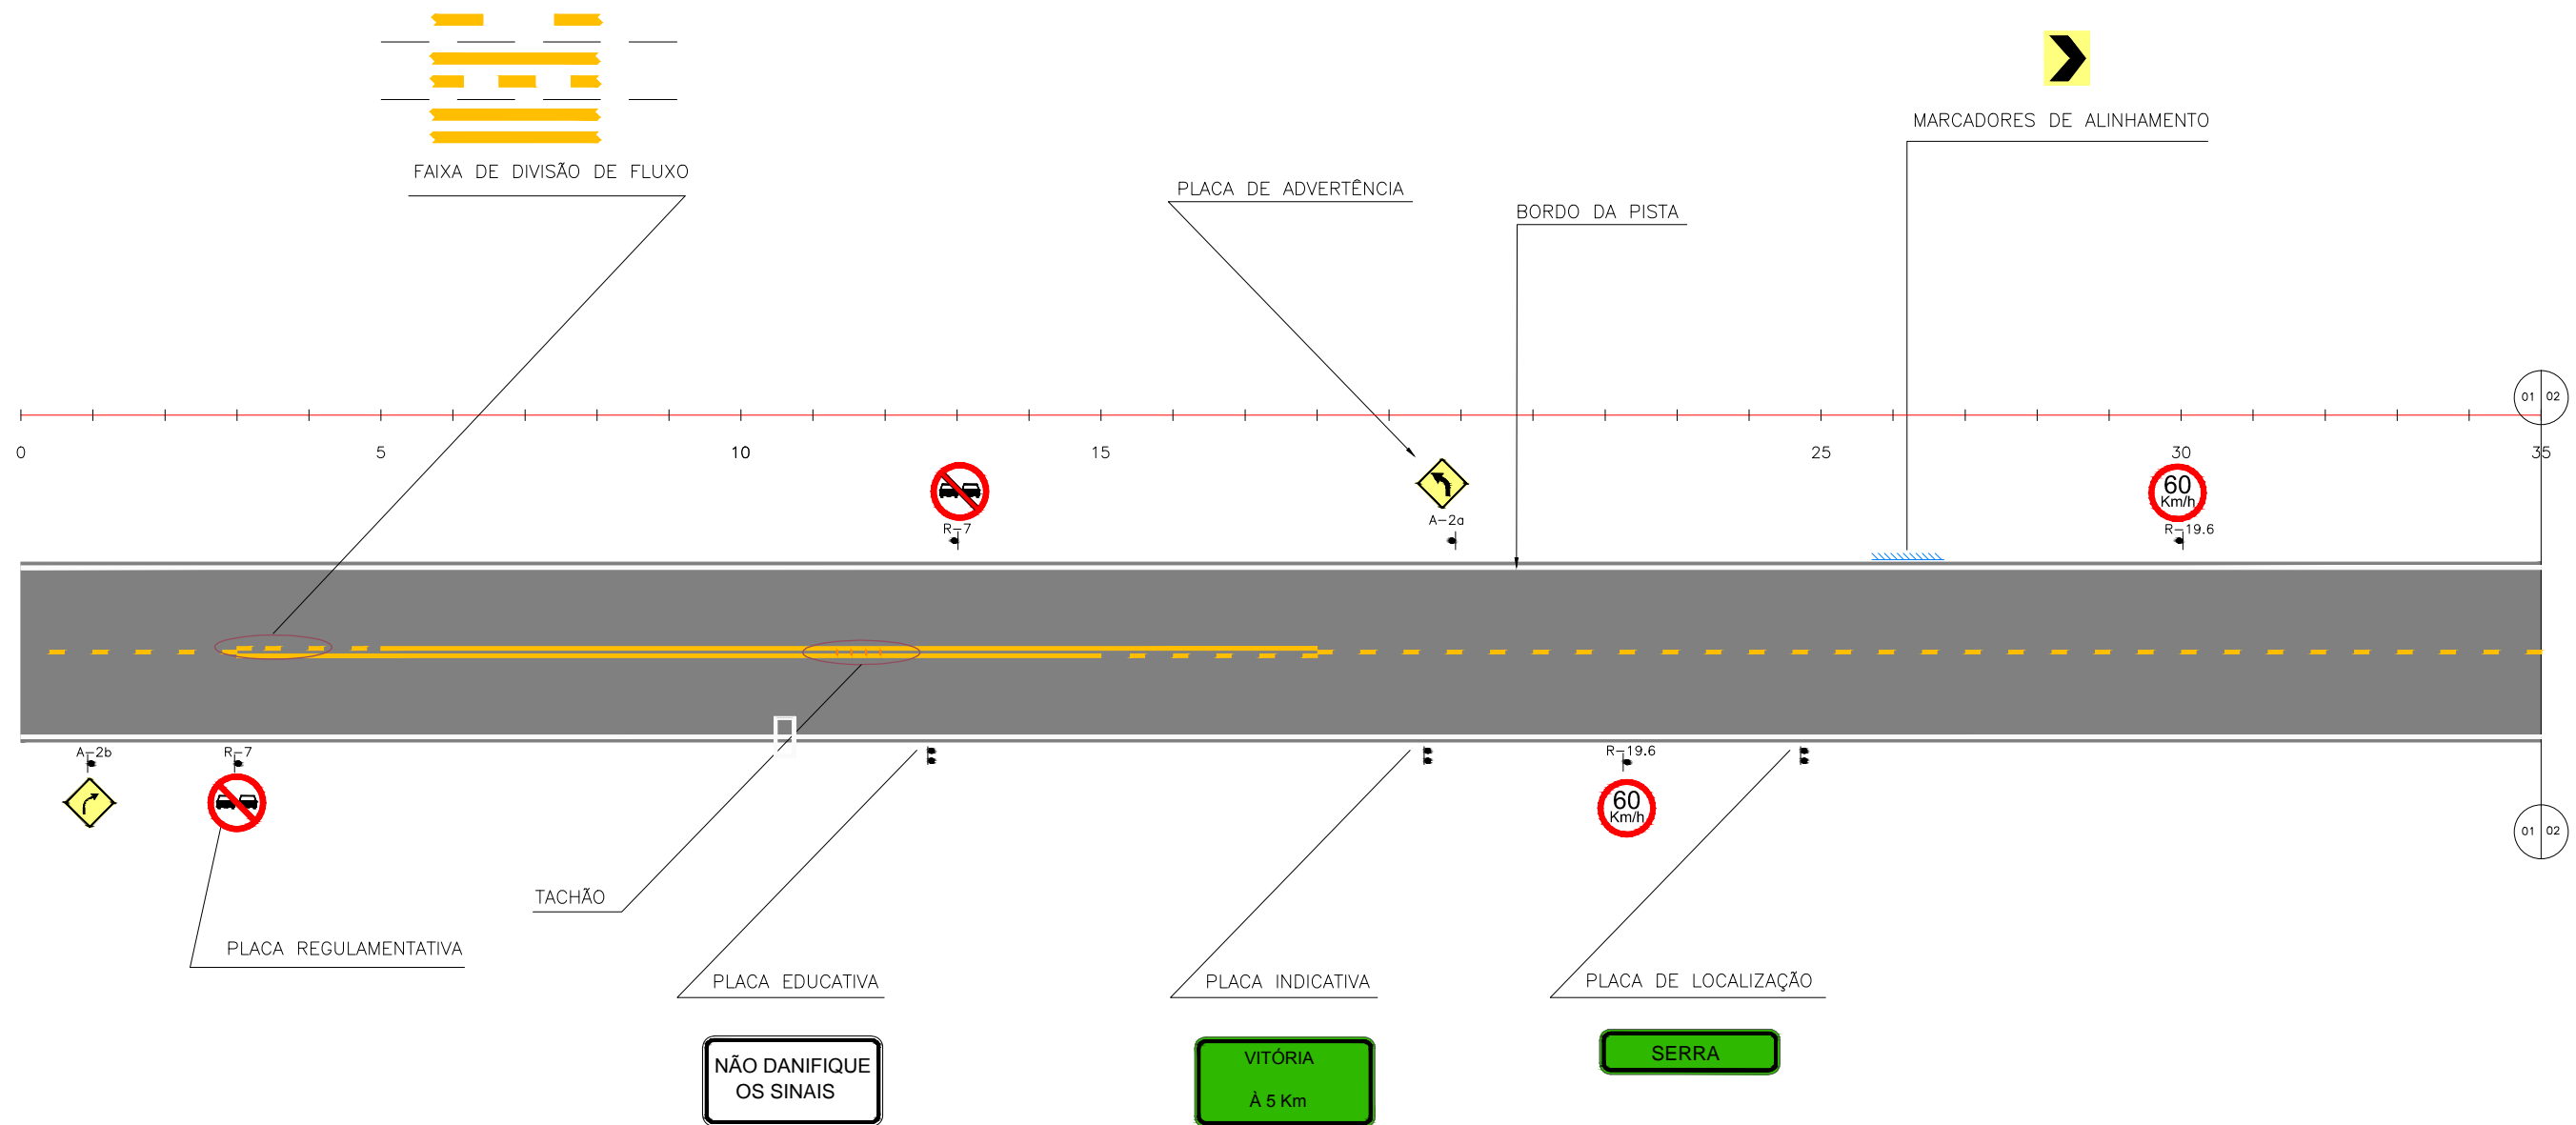 FAIXA DE DIVISÃO DE FLUXO
MARCADORES DE ALINHAMENTO
PLACA DE ADVERTÊNCIA
BORDO DA PISTA
01 02
0 5 10 15 25 30 35
R-7
A-2a
60
Km/h
R-19.6
A-2b
R-7
R-19.6
60
Km/h
01 02
TACHÃO
PLACA REGULAMENTATIVA
PLACA EDUCATIVA
PLACA INDICATIVA
PLACA DE LOCALIZAÇÃO
NÃO DANIFIQUE
OS SINAIS
VITÓRIA
À 5 Km
SERRA